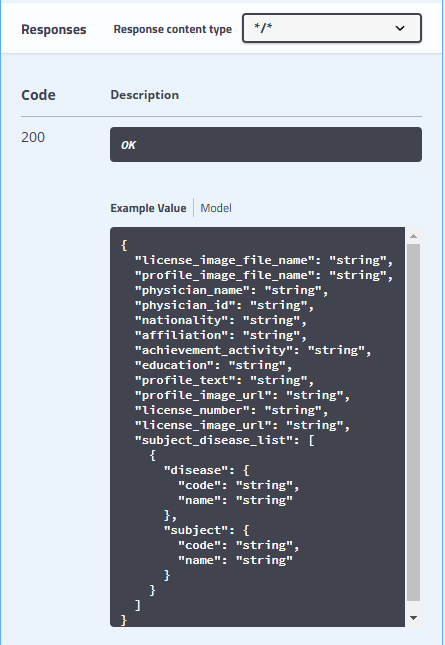 Responses Response content type */*
Code Description
200 OK
Example Value Model
{
  "license_image_file_name": "string",
  "profile_image_file_name": "string",
  "physician_name": "string",
  "physician_id": "string",
  "nationality": "string",
  "affiliation": "string",
  "achievement_activity": "string",
  "education": "string",
  "profile_text": "string",
  "profile_image_url": "string",
  "license_number": "string",
  "license_image_url": "string",
  "subject_disease_list": [
    {
      "disease": {
        "code": "string",
        "name": "string"
      },
      "subject": {
        "code": "string",
        "name": "string"
      }
    }
  ]
}